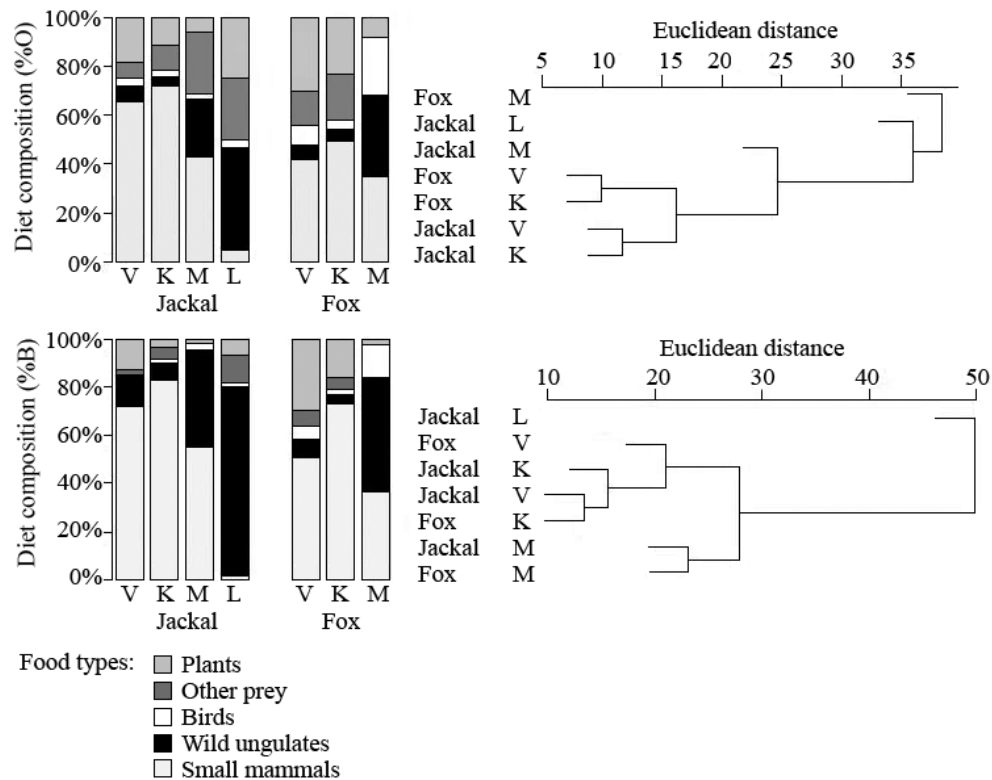 Diet composition (%O)
100%
80%
60%
40%
20%
0%
V K M L
Jackal
V K M
Fox
Euclidean distance
5 10 15 20 25 30 35
Fox M
Jackal L
Jackal M
Fox V
Fox K
Jackal V
Jackal K
Diet composition (%B)
100%
80%
60%
40%
20%
0%
V K M L
Jackal
V K M
Fox
Euclidean distance
10 20 30 40 50
Jackal L
Fox V
Jackal K
Jackal V
Fox K
Jackal M
Fox M
Food types:
Plants
Other prey
Birds
Wild ungulates
Small mammals